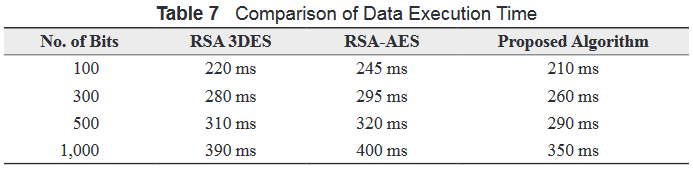 Table 7 Comparison of Data Execution Time
No. of Bits RSA 3DES RSA-AES Proposed Algorithm
100 220 ms 245 ms 210 ms
300 280 ms 295 ms 260 ms
500 310 ms 320 ms 290 ms
1,000 390 ms 400 ms 350 ms